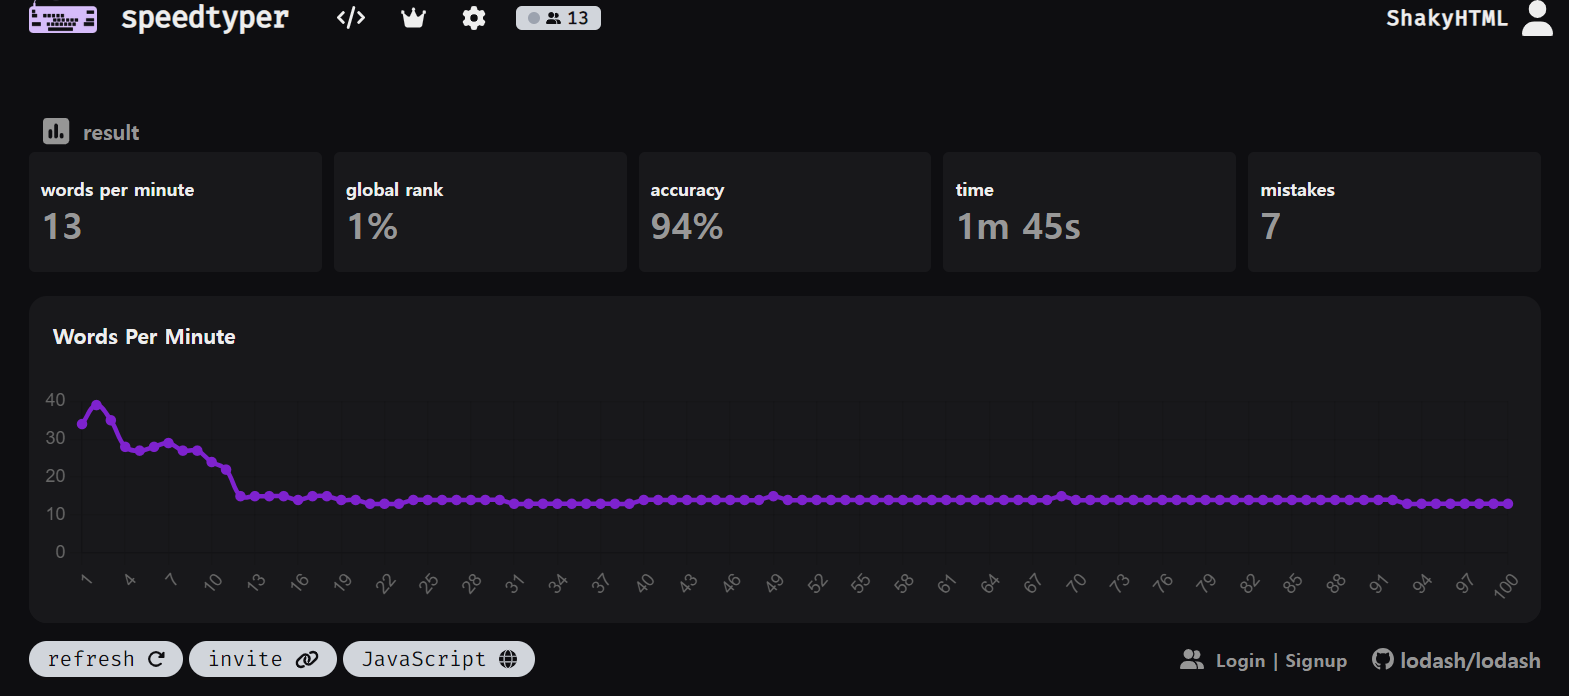 speedtyper 13 ShakyHTML
result
words per minute global rank accuracy time mistakes
13 1% 94% 1m 45s 7
Words Per Minute
40
30
20
10
0
1 4 7 10 13 16 19 22 25 28 31 34 37 40 43 46 49 52 55 58 61 64 67 70 73 76 79 82 85 88 91 94 97 100
refresh invite JavaScript Login | Signup lodash/lodash